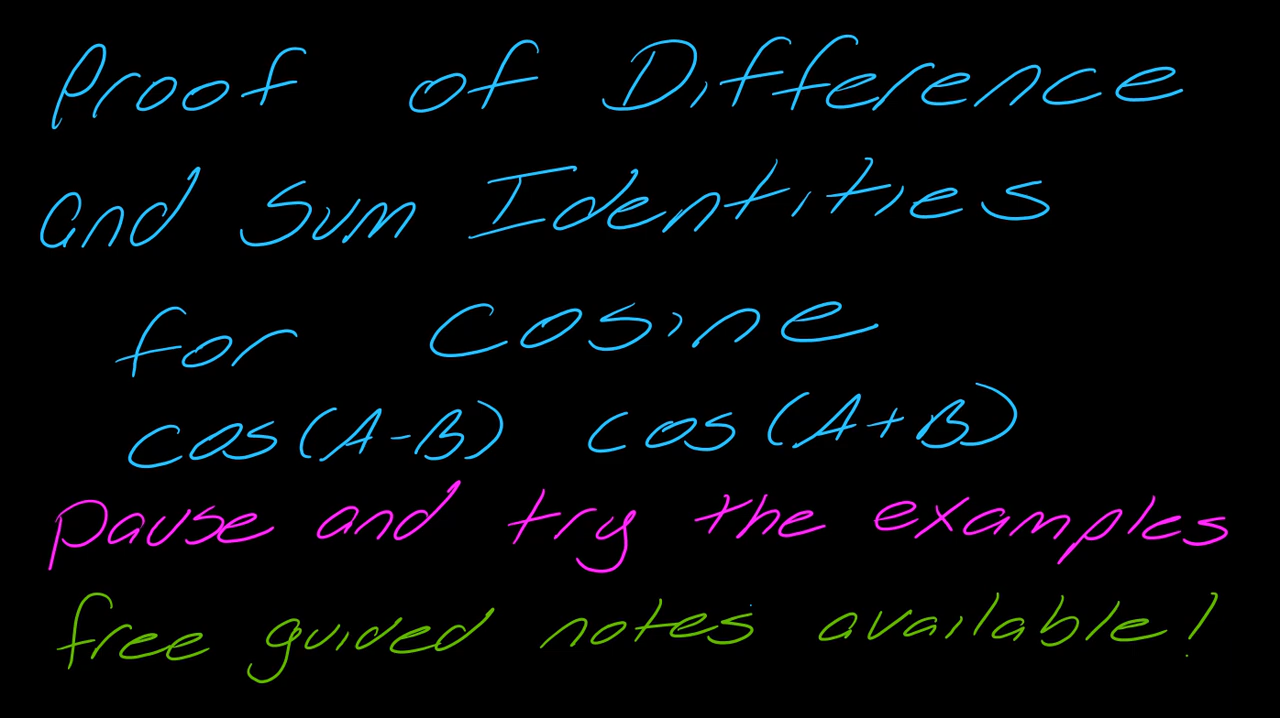 Proof of Difference
and Sum Identities
for Cosine
cos(A-B) cos(A+B)
pause and try the examples
free guided notes available!